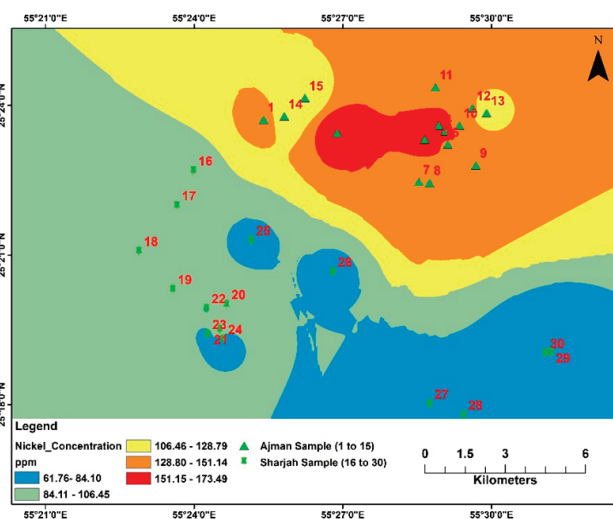 55°21'0"E 55°24'0"E 55°27'0"E 55°30'0"E
N
11
15
12
13
1
14
10
25°24'0"N
9
7
8
16
17
18
25
26
25°21'0"N
19
22
20
23
24
21
30
29
27
28
25°18'0"N
Legend
Nickel_Concentration
ppm
61.76- 84.10
84.11 - 106.45
106.46 - 128.79
128.80 - 151.14
151.15 - 173.49
Ajman Sample (1 to 15)
Sharjah Sample (16 to 30)
0 1.5 3 6
Kilometers
55°21'0"E 55°24'0"E 55°27'0"E 55°30'0"E